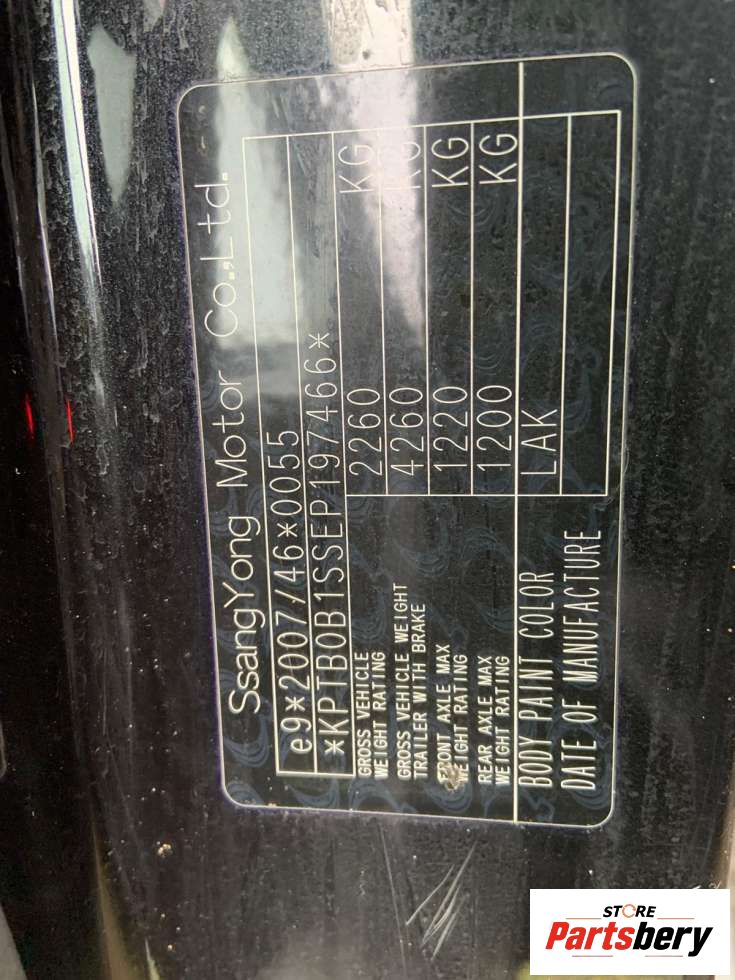 SsangYong Motor Co.,Ltd.
e9*2007/46*0055
*KPTB0B1SSEP197466*
GROSS VEHICLE
WEIGHT RATING 2260 KG
GROSS VEHICLE WEIGHT
TRAILER WITH BRAKE 4260 KG
FRONT AXLE MAX
WEIGHT RATING 1220 KG
REAR AXLE MAX
WEIGHT RATING 1200 KG
BODY PAINT COLOR LAK
DATE OF MANUFACTURE
STORE
Partsbery